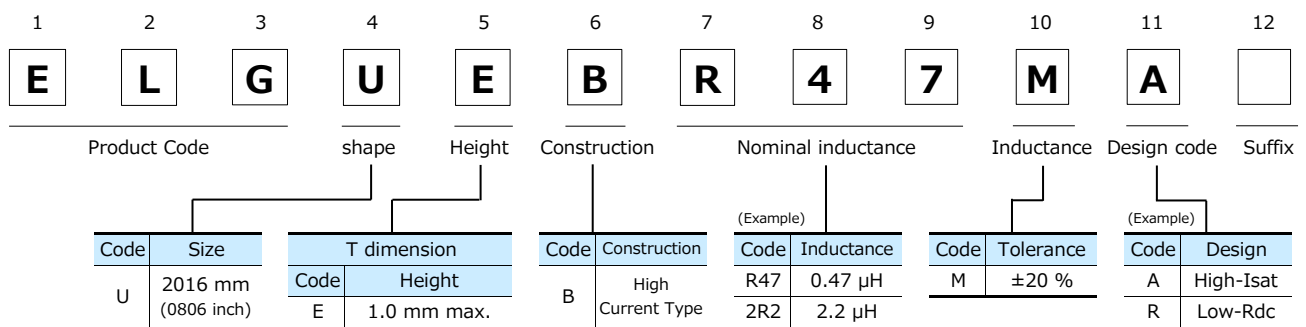 1 2 3 4 5 6 7 8 9 10 11 12
E L G U E B R 4 7 M A
Product Code shape Height Construction Nominal inductance Inductance Design code Suffix
(Example) (Example)
Code Size T dimension Code Construction Code Inductance Code Tolerance Code Design
U 2016 mm (0806 inch) Code Height B High Current Type R47 0.47 μH M ±20 % A High-Isat
E 1.0 mm max. 2R2 2.2 μH R Low-Rdc